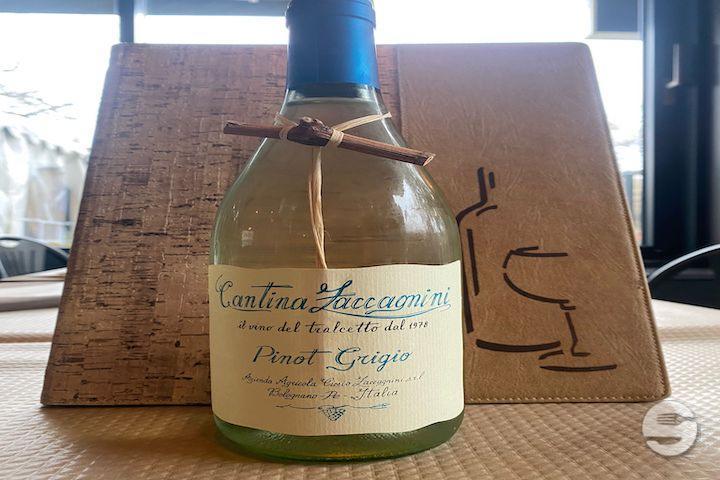 Cantina Zaccagnini
il vino del tralcetto dal 1978
Pinot Grigio
Azienda Agricola Ciccio Zaccagnini s.r.l
Bolognano - Pe - Italia